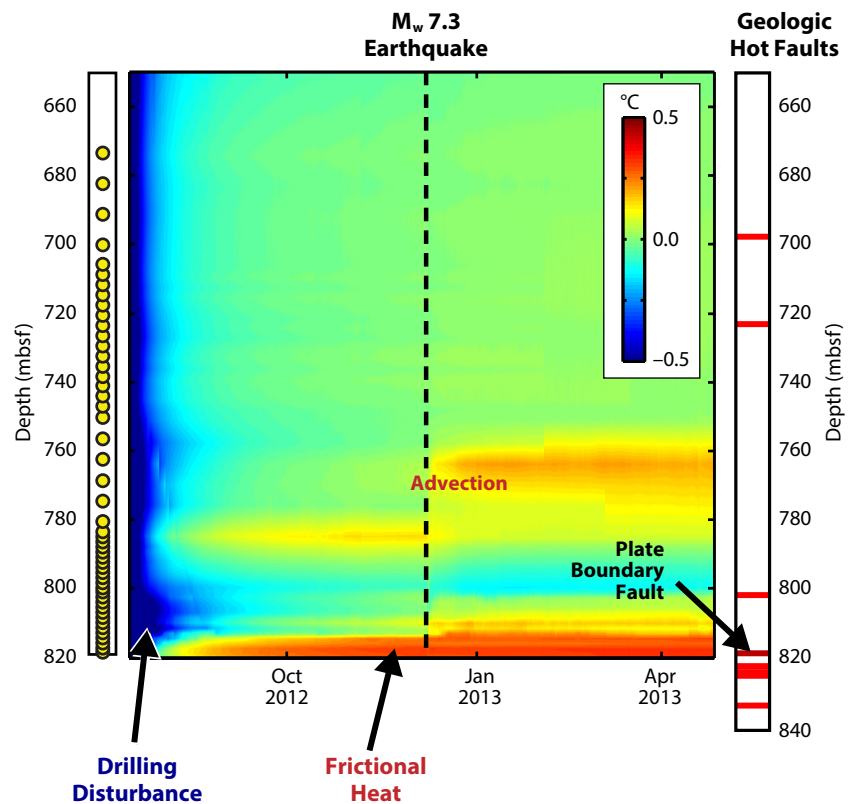 M_w 7.3
Earthquake
Geologic
Hot Faults
Depth (mbsf)
660
680
700
720
740
760
780
800
820
°C
0.5
0.0
−0.5
Advection
Plate
Boundary
Fault
Oct
2012
Jan
2013
Apr
2013
660
680
700
720
740
760
780
800
820
840
Depth (mbsf)
Drilling
Disturbance
Frictional
Heat